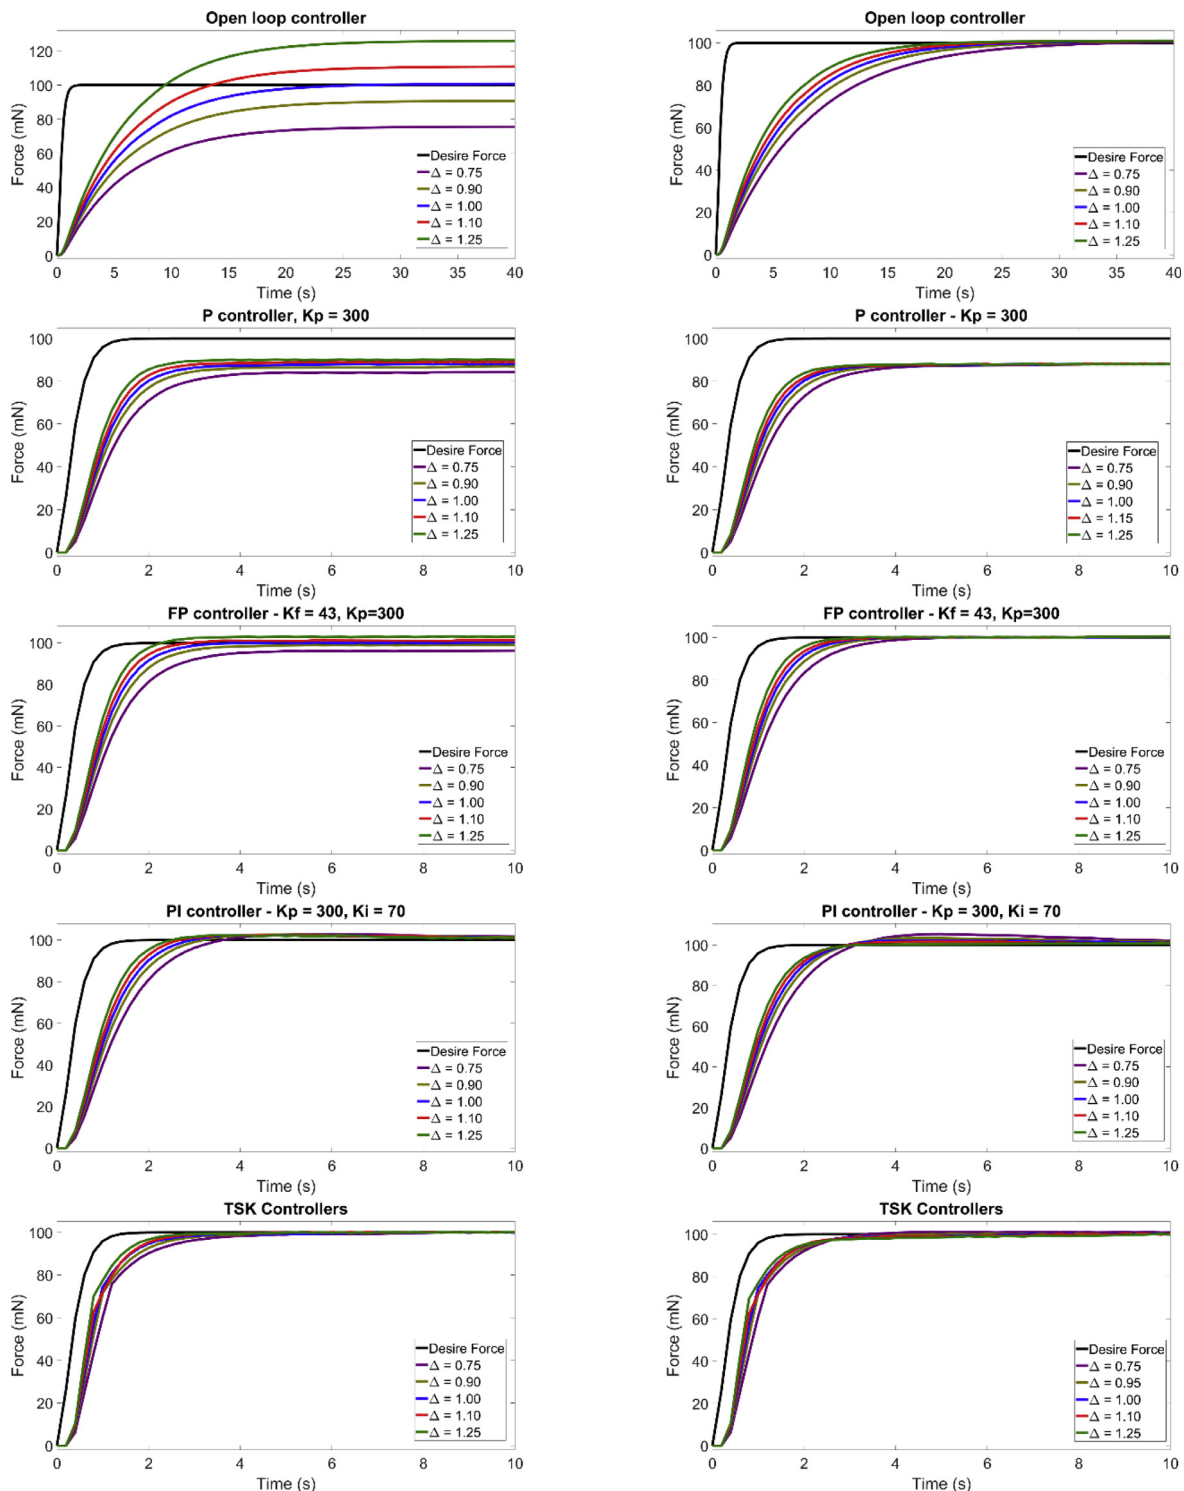 Open loop controller
Force (mN)
120
100
80
60
40
20
0
Desire Force
Δ = 0.75
Δ = 0.90
Δ = 1.00
Δ = 1.10
Δ = 1.25
0 5 10 15 20 25 30 35 40
Time (s)
Open loop controller
Force (mN)
100
80
60
40
20
0
Desire Force
Δ = 0.75
Δ = 0.90
Δ = 1.00
Δ = 1.10
Δ = 1.25
0 5 10 15 20 25 30 35 40
Time (s)
P controller, Kp = 300
Force (mN)
100
80
60
40
20
0
Desire Force
Δ = 0.75
Δ = 0.90
Δ = 1.00
Δ = 1.10
Δ = 1.25
0 2 4 6 8 10
Time (s)
P controller - Kp = 300
Force (mN)
100
80
60
40
20
0
Desire Force
Δ = 0.75
Δ = 0.90
Δ = 1.00
Δ = 1.15
Δ = 1.25
0 2 4 6 8 10
Time (s)
FP controller - Kf = 43, Kp=300
Force (mN)
100
80
60
40
20
0
Desire Force
Δ = 0.75
Δ = 0.90
Δ = 1.00
Δ = 1.10
Δ = 1.25
0 2 4 6 8 10
Time (s)
FP controller - Kf = 43, Kp=300
Force (mN)
100
80
60
40
20
0
Desire Force
Δ = 0.75
Δ = 0.90
Δ = 1.00
Δ = 1.10
Δ = 1.25
0 2 4 6 8 10
Time (s)
PI controller - Kp = 300, Ki = 70
Force (mN)
100
80
60
40
20
0
Desire Force
Δ = 0.75
Δ = 0.90
Δ = 1.00
Δ = 1.10
Δ = 1.25
0 2 4 6 8 10
Time (s)
PI controller - Kp = 300, Ki = 70
Force (mN)
100
80
60
40
20
0
Desire Force
Δ = 0.75
Δ = 0.90
Δ = 1.00
Δ = 1.10
Δ = 1.25
0 2 4 6 8 10
Time (s)
TSK Controllers
Force (mN)
100
80
60
40
20
0
Desire Force
Δ = 0.75
Δ = 0.90
Δ = 1.00
Δ = 1.10
Δ = 1.25
0 2 4 6 8 10
Time (s)
TSK Controllers
Force (mN)
100
80
60
40
20
0
Desire Force
Δ = 0.75
Δ = 0.95
Δ = 1.00
Δ = 1.10
Δ = 1.25
0 2 4 6 8 10
Time (s)